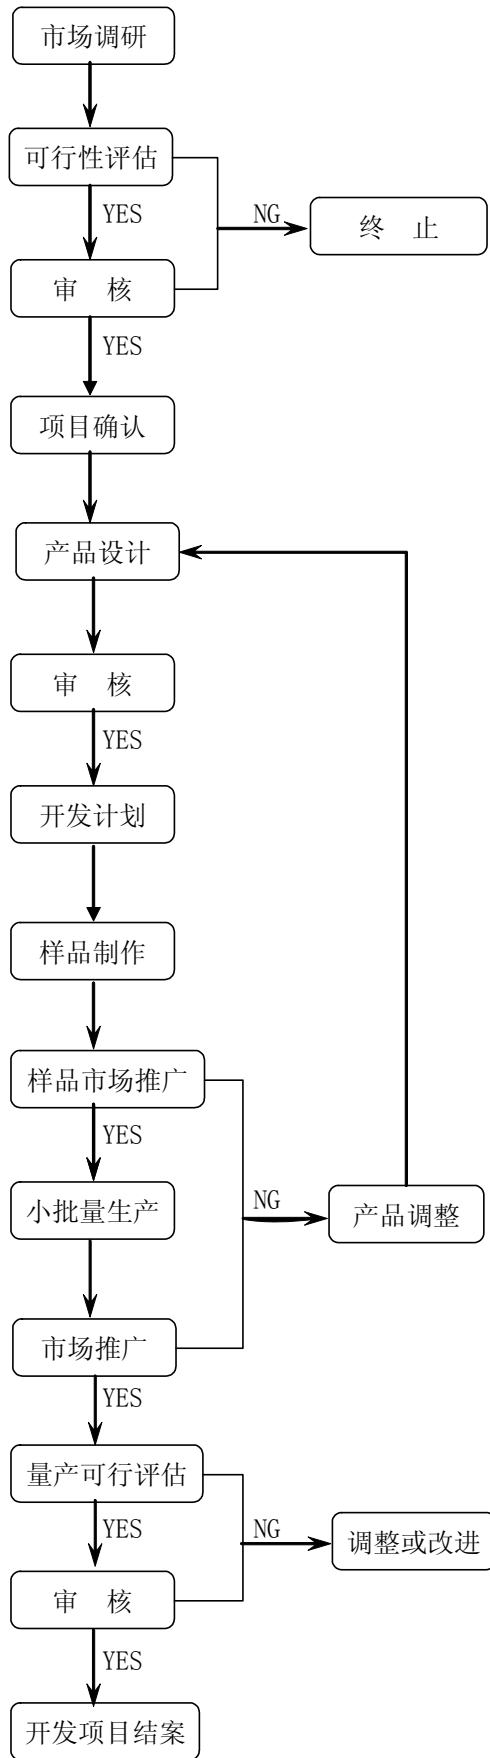 市场调研
可行性评估
YES
NG
终 止
审 核
YES
项目确认
产品设计
审 核
YES
开发计划
样品制作
样品市场推广
YES
小批量生产
NG
产品调整
市场推广
YES
量产可行评估
YES
NG
调整或改进
审 核
YES
开发项目结案